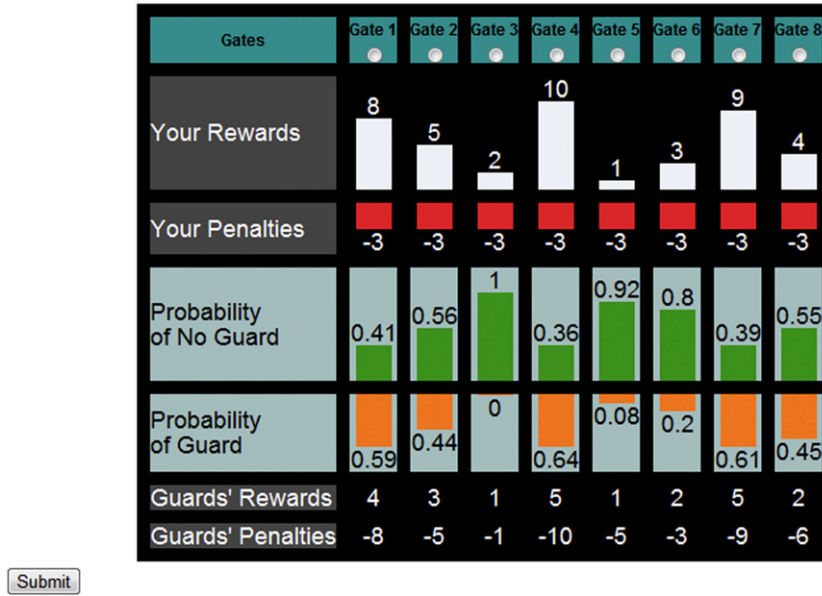 Gates Gate 1 Gate 2 Gate 3 Gate 4 Gate 5 Gate 6 Gate 7 Gate 8
Your Rewards 8 5 2 10 1 3 9 4
Your Penalties -3 -3 -3 -3 -3 -3 -3 -3
Probability
of No Guard 0.41 0.56 1 0.36 0.92 0.8 0.39 0.55
Probability
of Guard 0.59 0.44 0 0.64 0.08 0.2 0.61 0.45
Guards' Rewards 4 3 1 5 1 2 5 2
Guards' Penalties -8 -5 -1 -10 -5 -3 -9 -6
Submit